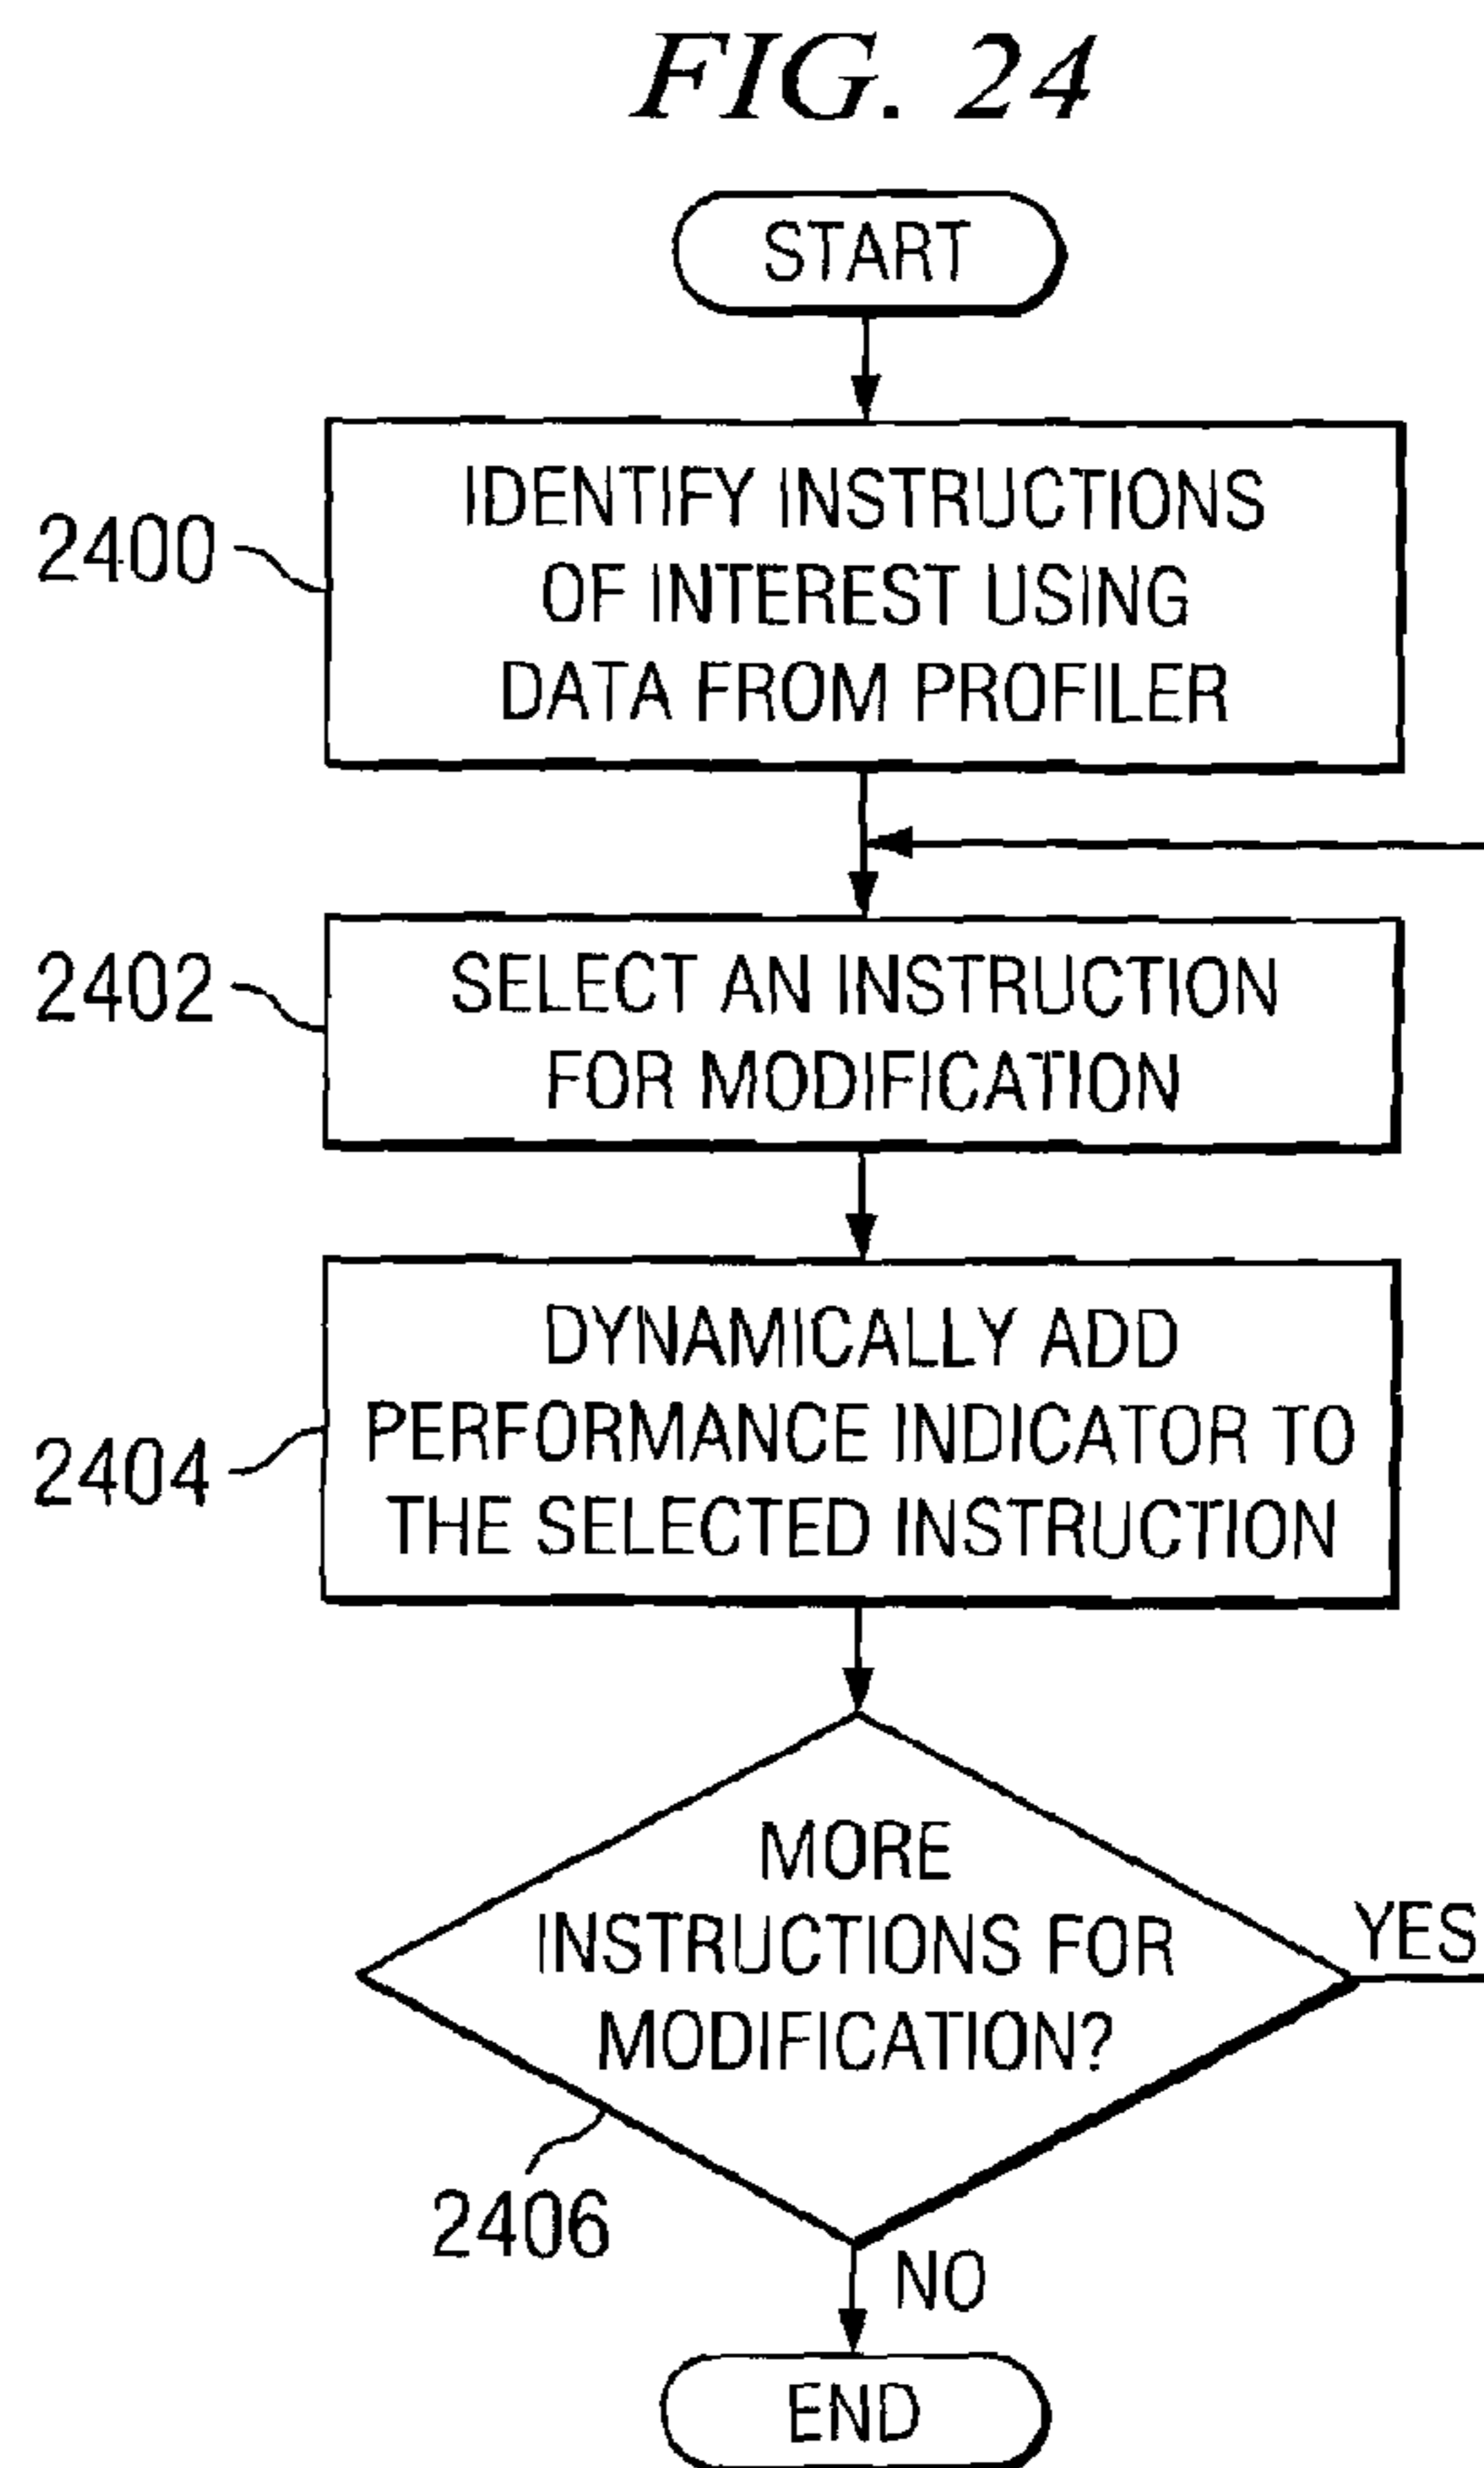 FIG. 24
START
2400
IDENTIFY INSTRUCTIONS
OF INTEREST USING
DATA FROM PROFILER
2402
SELECT AN INSTRUCTION
FOR MODIFICATION
2404
DYNAMICALLY ADD
PERFORMANCE INDICATOR TO
THE SELECTED INSTRUCTION
MORE
INSTRUCTIONS FOR
MODIFICATION?
YES
2406
NO
END